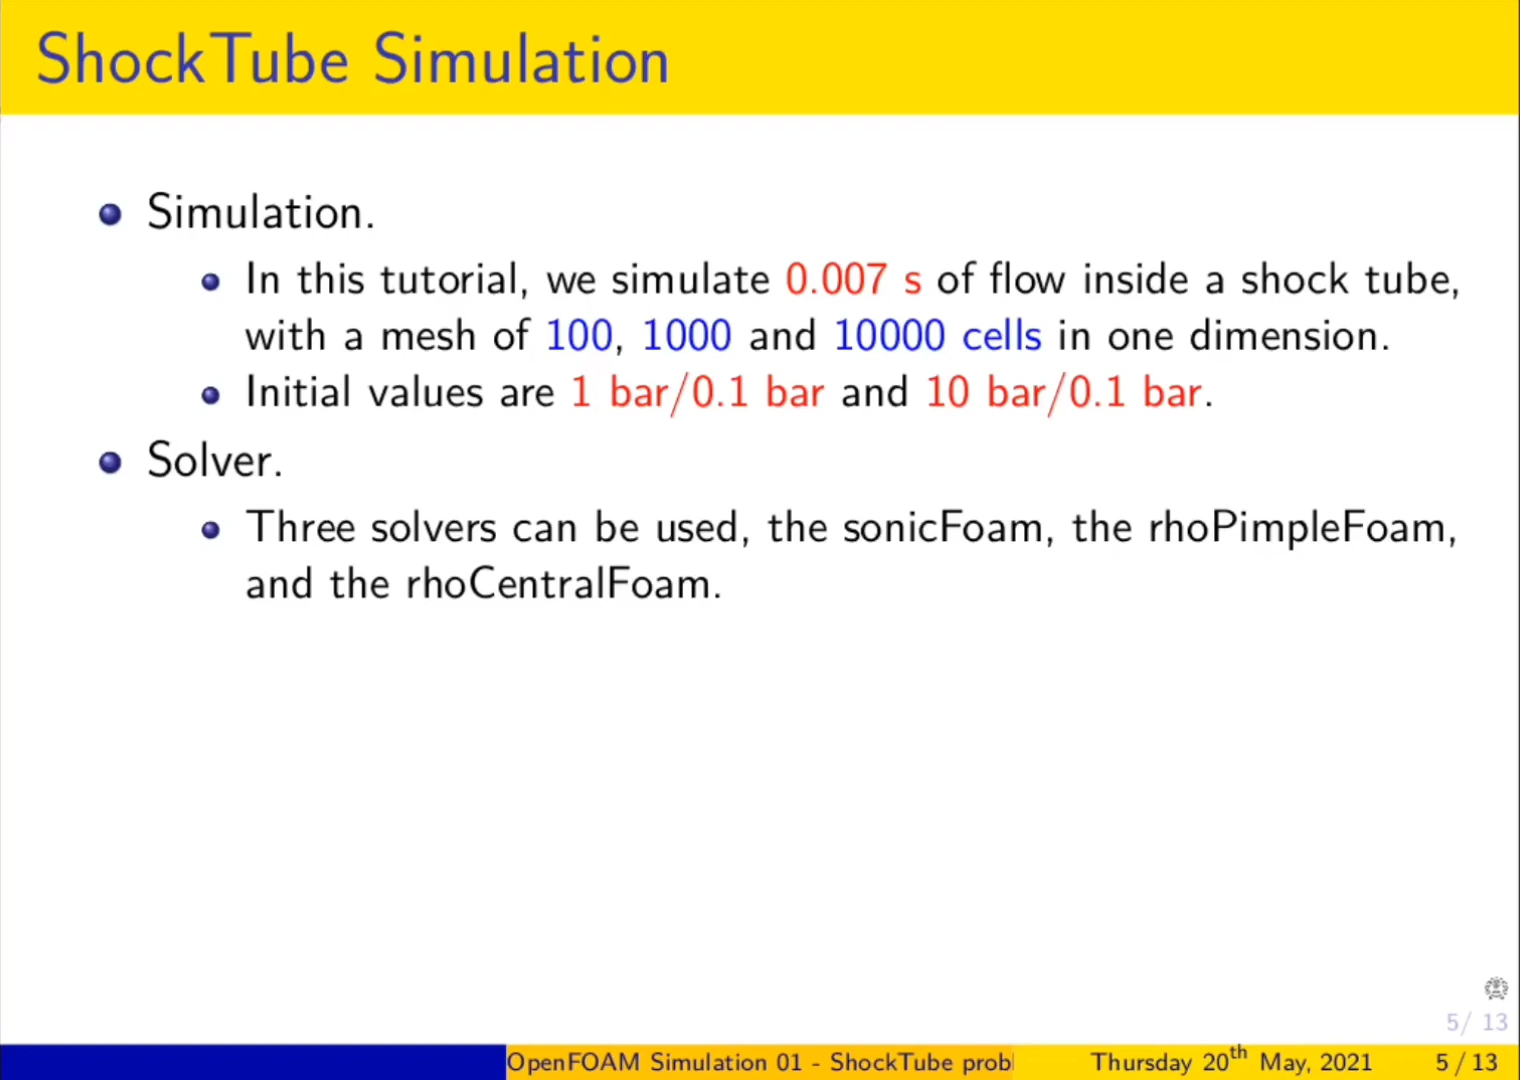 ShockTube Simulation
Simulation.
In this tutorial, we simulate 0.007 s of flow inside a shock tube,
with a mesh of 100, 1000 and 10000 cells in one dimension.
Initial values are 1 bar/0.1 bar and 10 bar/0.1 bar.
Solver.
Three solvers can be used, the sonicFoam, the rhoPimpleFoam,
and the rhoCentralFoam.
5/ 13
OpenFOAM Simulation 01 - ShockTube probl Thursday 20th May, 2021 5 / 13